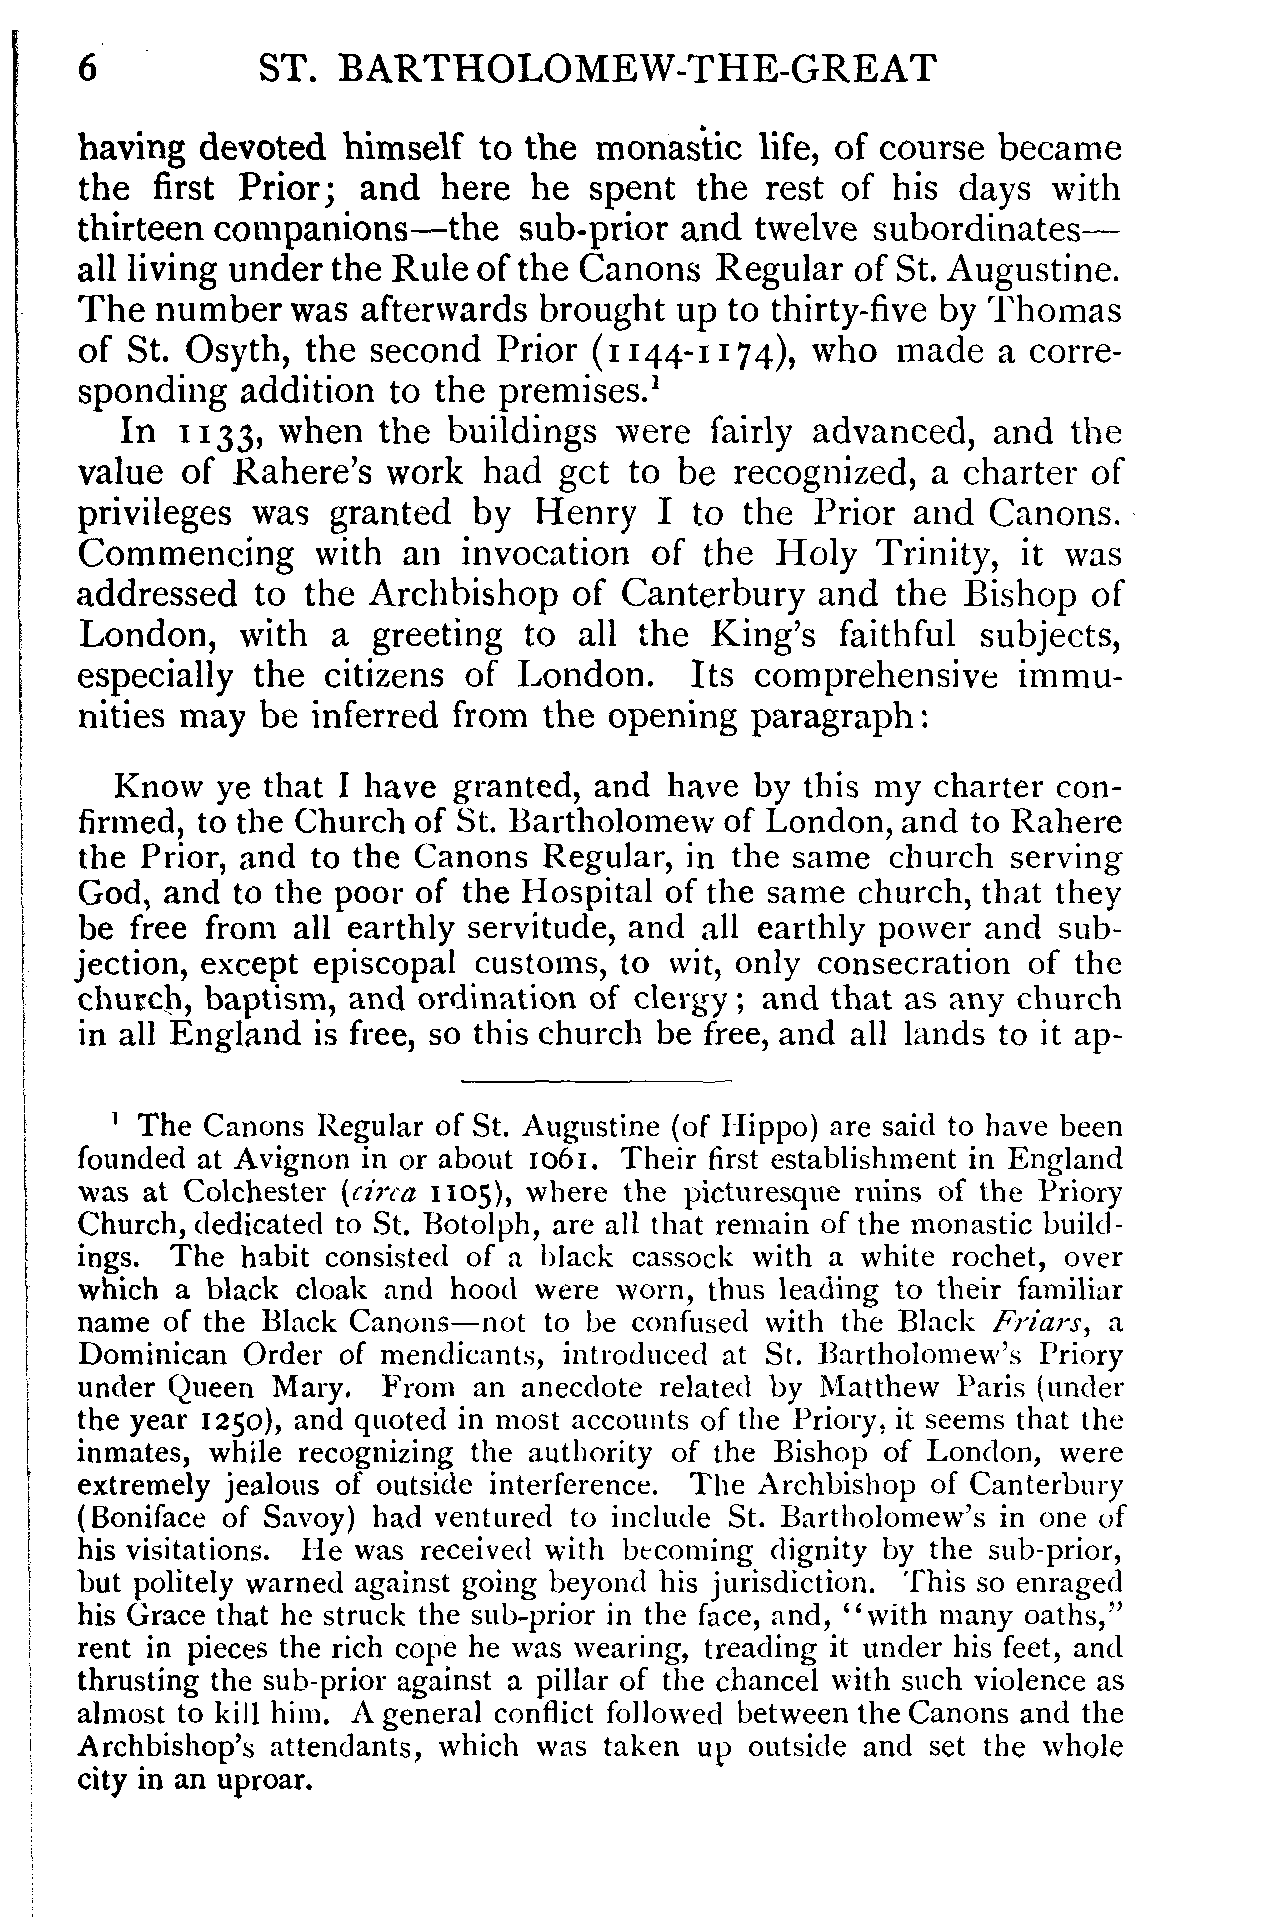 6 ST. BARTHOLOMEW-THE-GREAT
having devoted himself to the monastic life, of course became
the first Prior; and here he spent the rest of his days with
thirteen companions—the sub-prior and twelve subordinates—
all living under the Rule of the Canons Regular of St. Augustine.
The number was afterwards brought up to thirty-five by Thomas
of St. Osyth, the second Prior (1144-1174), who made a corre-
sponding addition to the premises.¹
In 1133, when the buildings were fairly advanced, and the
value of Rahere's work had got to be recognized, a charter of
privileges was granted by Henry I to the Prior and Canons.
Commencing with an invocation of the Holy Trinity, it was
addressed to the Archbishop of Canterbury and the Bishop of
London, with a greeting to all the King's faithful subjects,
especially the citizens of London. Its comprehensive immu-
nities may be inferred from the opening paragraph:
Know ye that I have granted, and have by this my charter con-
firmed, to the Church of St. Bartholomew of London, and to Rahere
the Prior, and to the Canons Regular, in the same church serving
God, and to the poor of the Hospital of the same church, that they
be free from all earthly servitude, and all earthly power and sub-
jection, except episcopal customs, to wit, only consecration of the
church, baptism, and ordination of clergy; and that as any church
in all England is free, so this church be free, and all lands to it ap-
¹ The Canons Regular of St. Augustine (of Hippo) are said to have been
founded at Avignon in or about 1061. Their first establishment in England
was at Colchester (circa 1105), where the picturesque ruins of the Priory
Church, dedicated to St. Botolph, are all that remain of the monastic build-
ings. The habit consisted of a black cassock with a white rochet, over
which a black cloak and hood were worn, thus leading to their familiar
name of the Black Canons—not to be confused with the Black Friars, a
Dominican Order of mendicants, introduced at St. Bartholomew's Priory
under Queen Mary. From an anecdote related by Matthew Paris (under
the year 1250), and quoted in most accounts of the Priory, it seems that the
inmates, while recognizing the authority of the Bishop of London, were
extremely jealous of outside interference. The Archbishop of Canterbury
(Boniface of Savoy) had ventured to include St. Bartholomew's in one of
his visitations. He was received with becoming dignity by the sub-prior,
but politely warned against going beyond his jurisdiction. This so enraged
his Grace that he struck the sub-prior in the face, and, "with many oaths,"
rent in pieces the rich cope he was wearing, treading it under his feet, and
thrusting the sub-prior against a pillar of the chancel with such violence as
almost to kill him. A general conflict followed between the Canons and the
Archbishop's attendants, which was taken up outside and set the whole
city in an uproar.